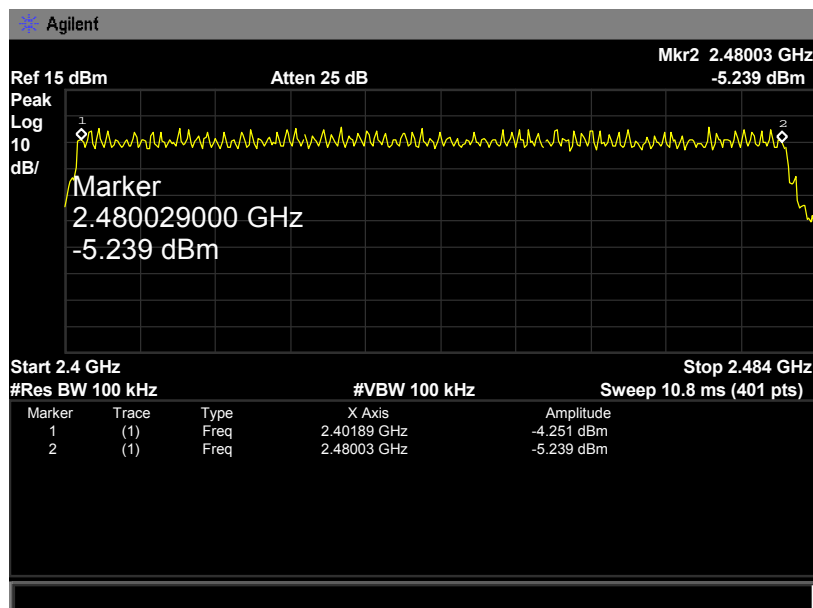 Agilent
Mkr2 2.48003 GHz
Ref 15 dBm Atten 25 dB -5.239 dBm
Peak
Log
10
dB/
1
2
Marker
2.480029000 GHz
-5.239 dBm
Start 2.4 GHz Stop 2.484 GHz
#Res BW 100 kHz #VBW 100 kHz Sweep 10.8 ms (401 pts)
Marker Trace Type X Axis Amplitude
1 (1) Freq 2.40189 GHz -4.251 dBm
2 (1) Freq 2.48003 GHz -5.239 dBm